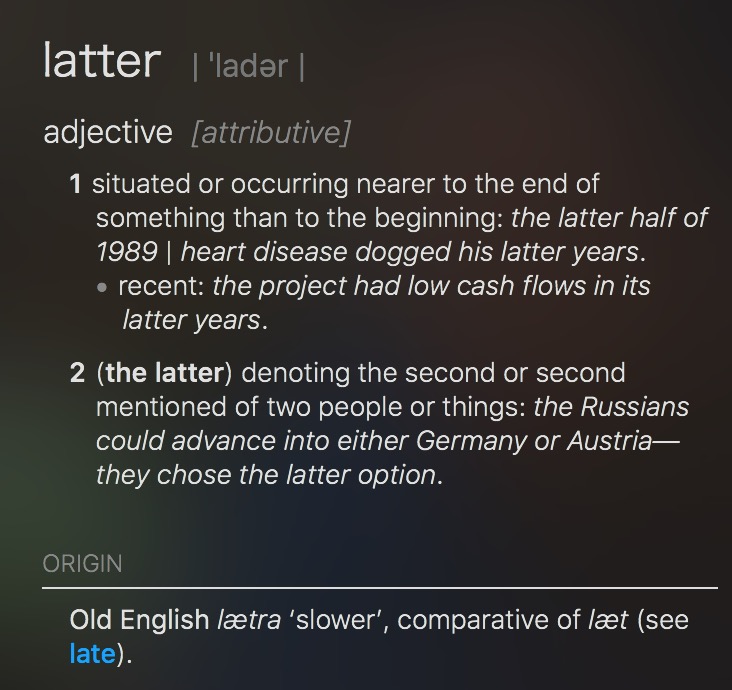 latter | ˈladər |
adjective [attributive]
1 situated or occurring nearer to the end of
something than to the beginning: the latter half of
1989 | heart disease dogged his latter years.
• recent: the project had low cash flows in its
latter years.
2 (the latter) denoting the second or second
mentioned of two people or things: the Russians
could advance into either Germany or Austria—
they chose the latter option.
ORIGIN
Old English lætra ‘slower’, comparative of læt (see
late).